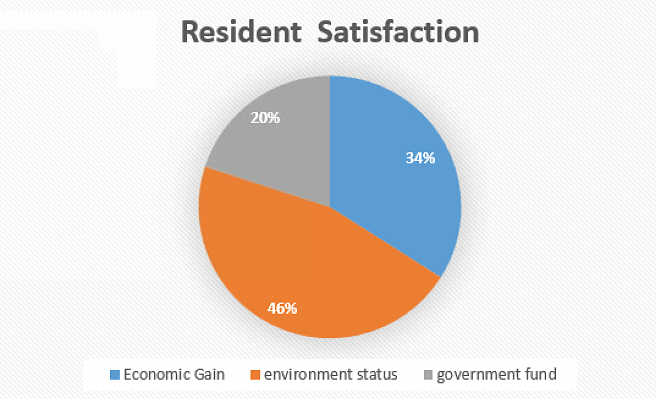 Resident Satisfaction
20%
34%
46%
Economic Gain environment status government fund